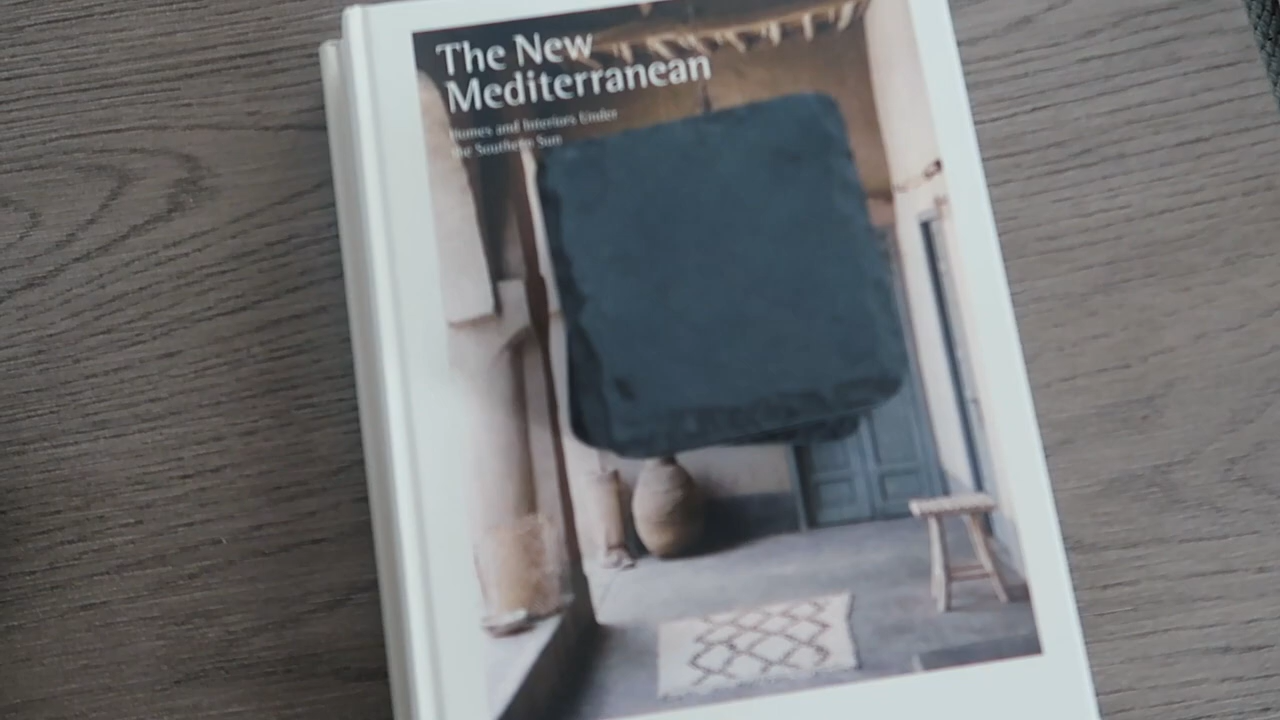 The New
Mediterranean
Homes and Interiors Under
the Southern Sun